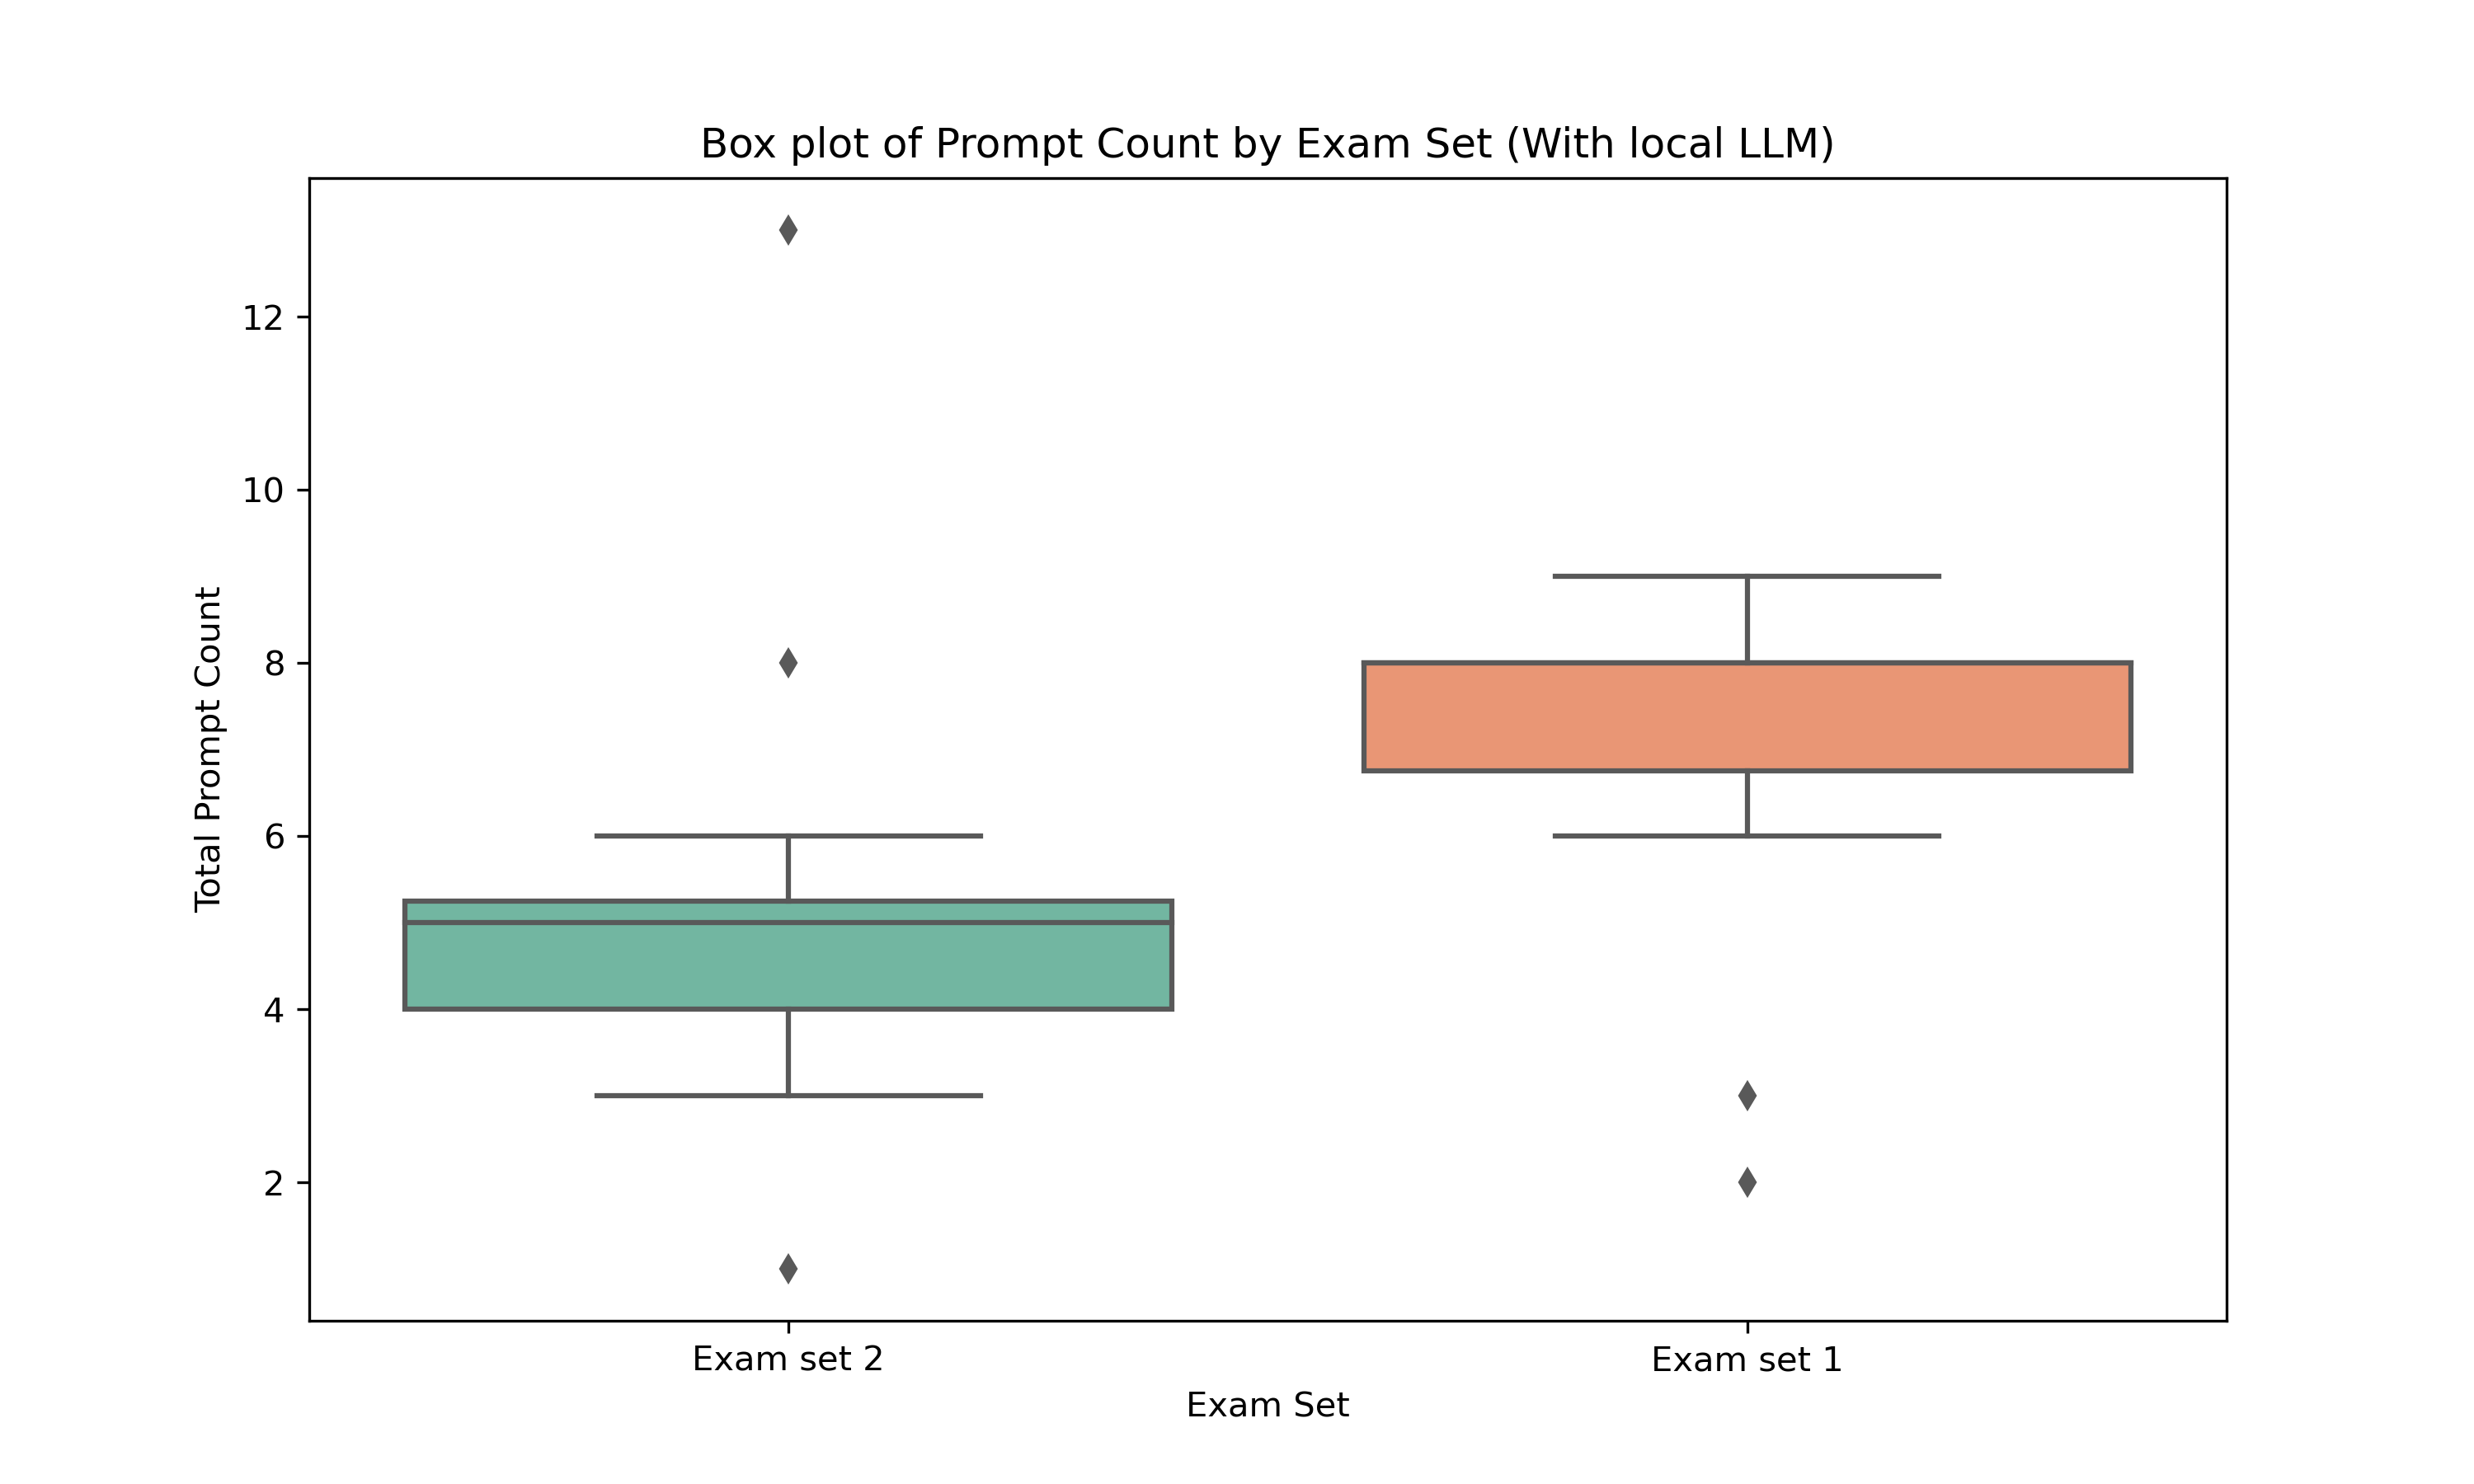 Box plot of Prompt Count by Exam Set (With local LLM)
Total Prompt Count
12
10
8
6
4
2
Exam set 2
Exam set 1
Exam Set